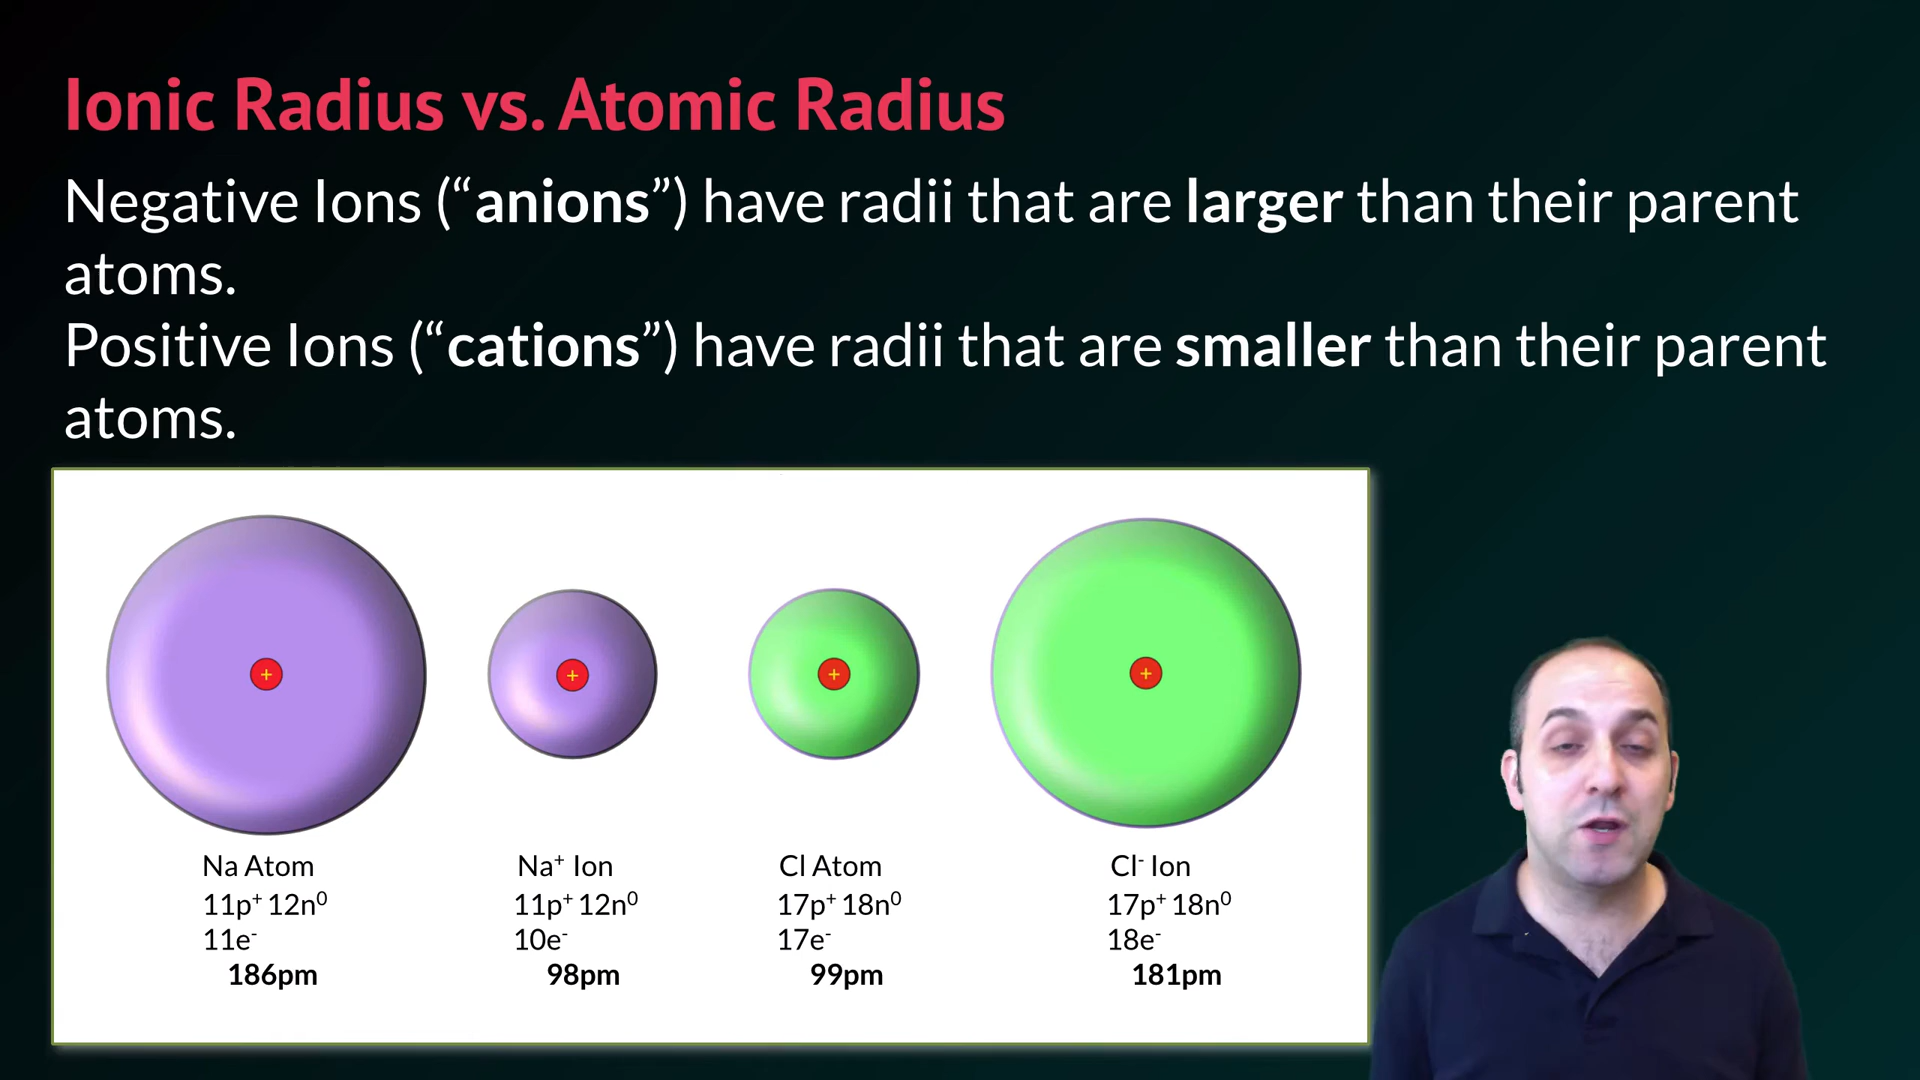 Ionic Radius vs. Atomic Radius
Negative Ions (“anions”) have radii that are larger than their parent
atoms.
Positive Ions (“cations”) have radii that are smaller than their parent
atoms.
+
+
+
+
Na Atom
11p⁺ 12n⁰
11e⁻
186pm
Na⁺ Ion
11p⁺ 12n⁰
10e⁻
98pm
Cl Atom
17p⁺ 18n⁰
17e⁻
99pm
Cl⁻ Ion
17p⁺ 18n⁰
18e⁻
181pm